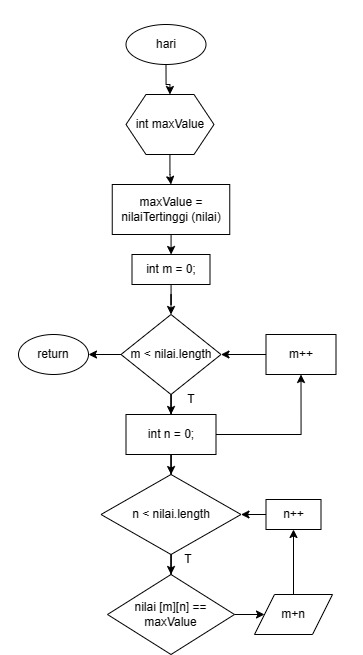 hari
int maxValue
maxValue =
nilaiTertinggi (nilai)
int m = 0;
return
m < nilai.length
m++
T
int n = 0;
n < nilai.length
n++
T
nilai [m][n] ==
maxValue
m+n